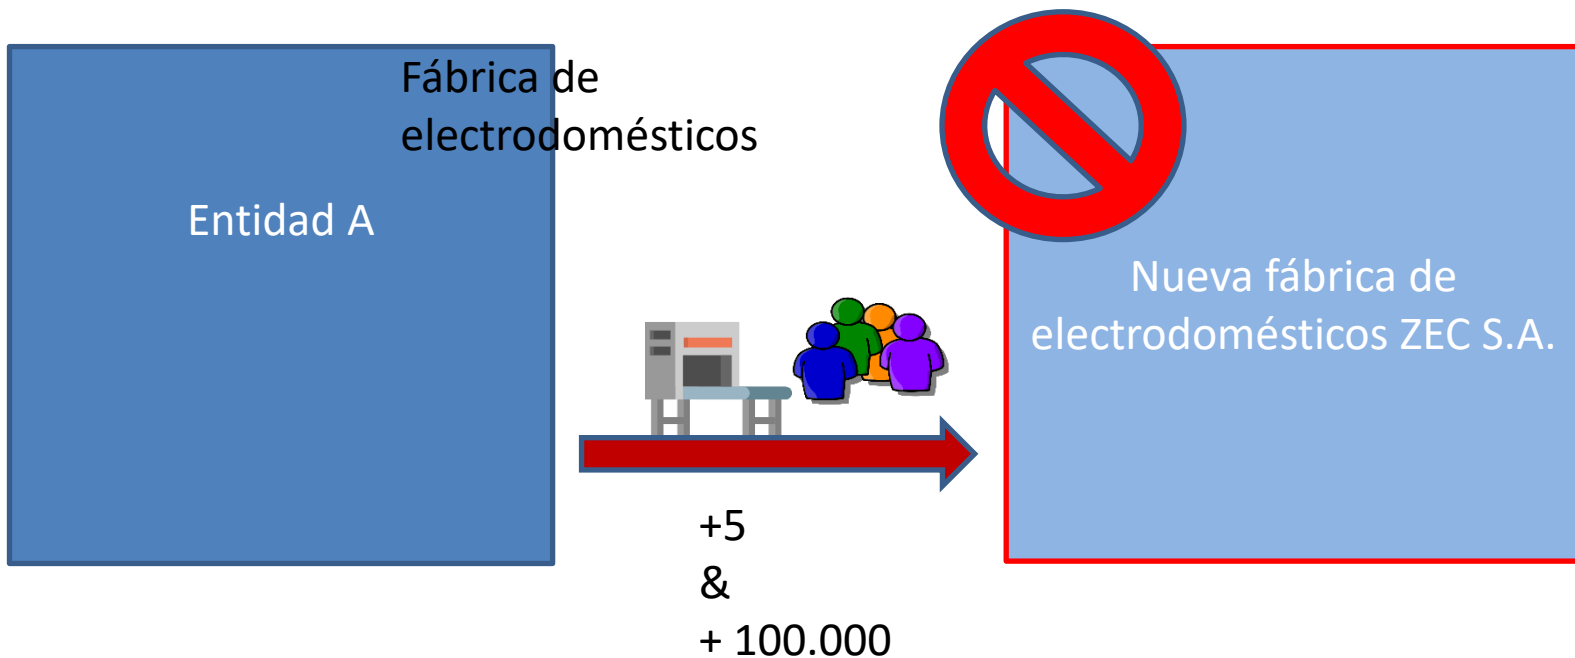 Fábrica de
electrodomésticos
Entidad A
Nueva fábrica de
electrodomésticos ZEC S.A.
+5
&
+ 100.000